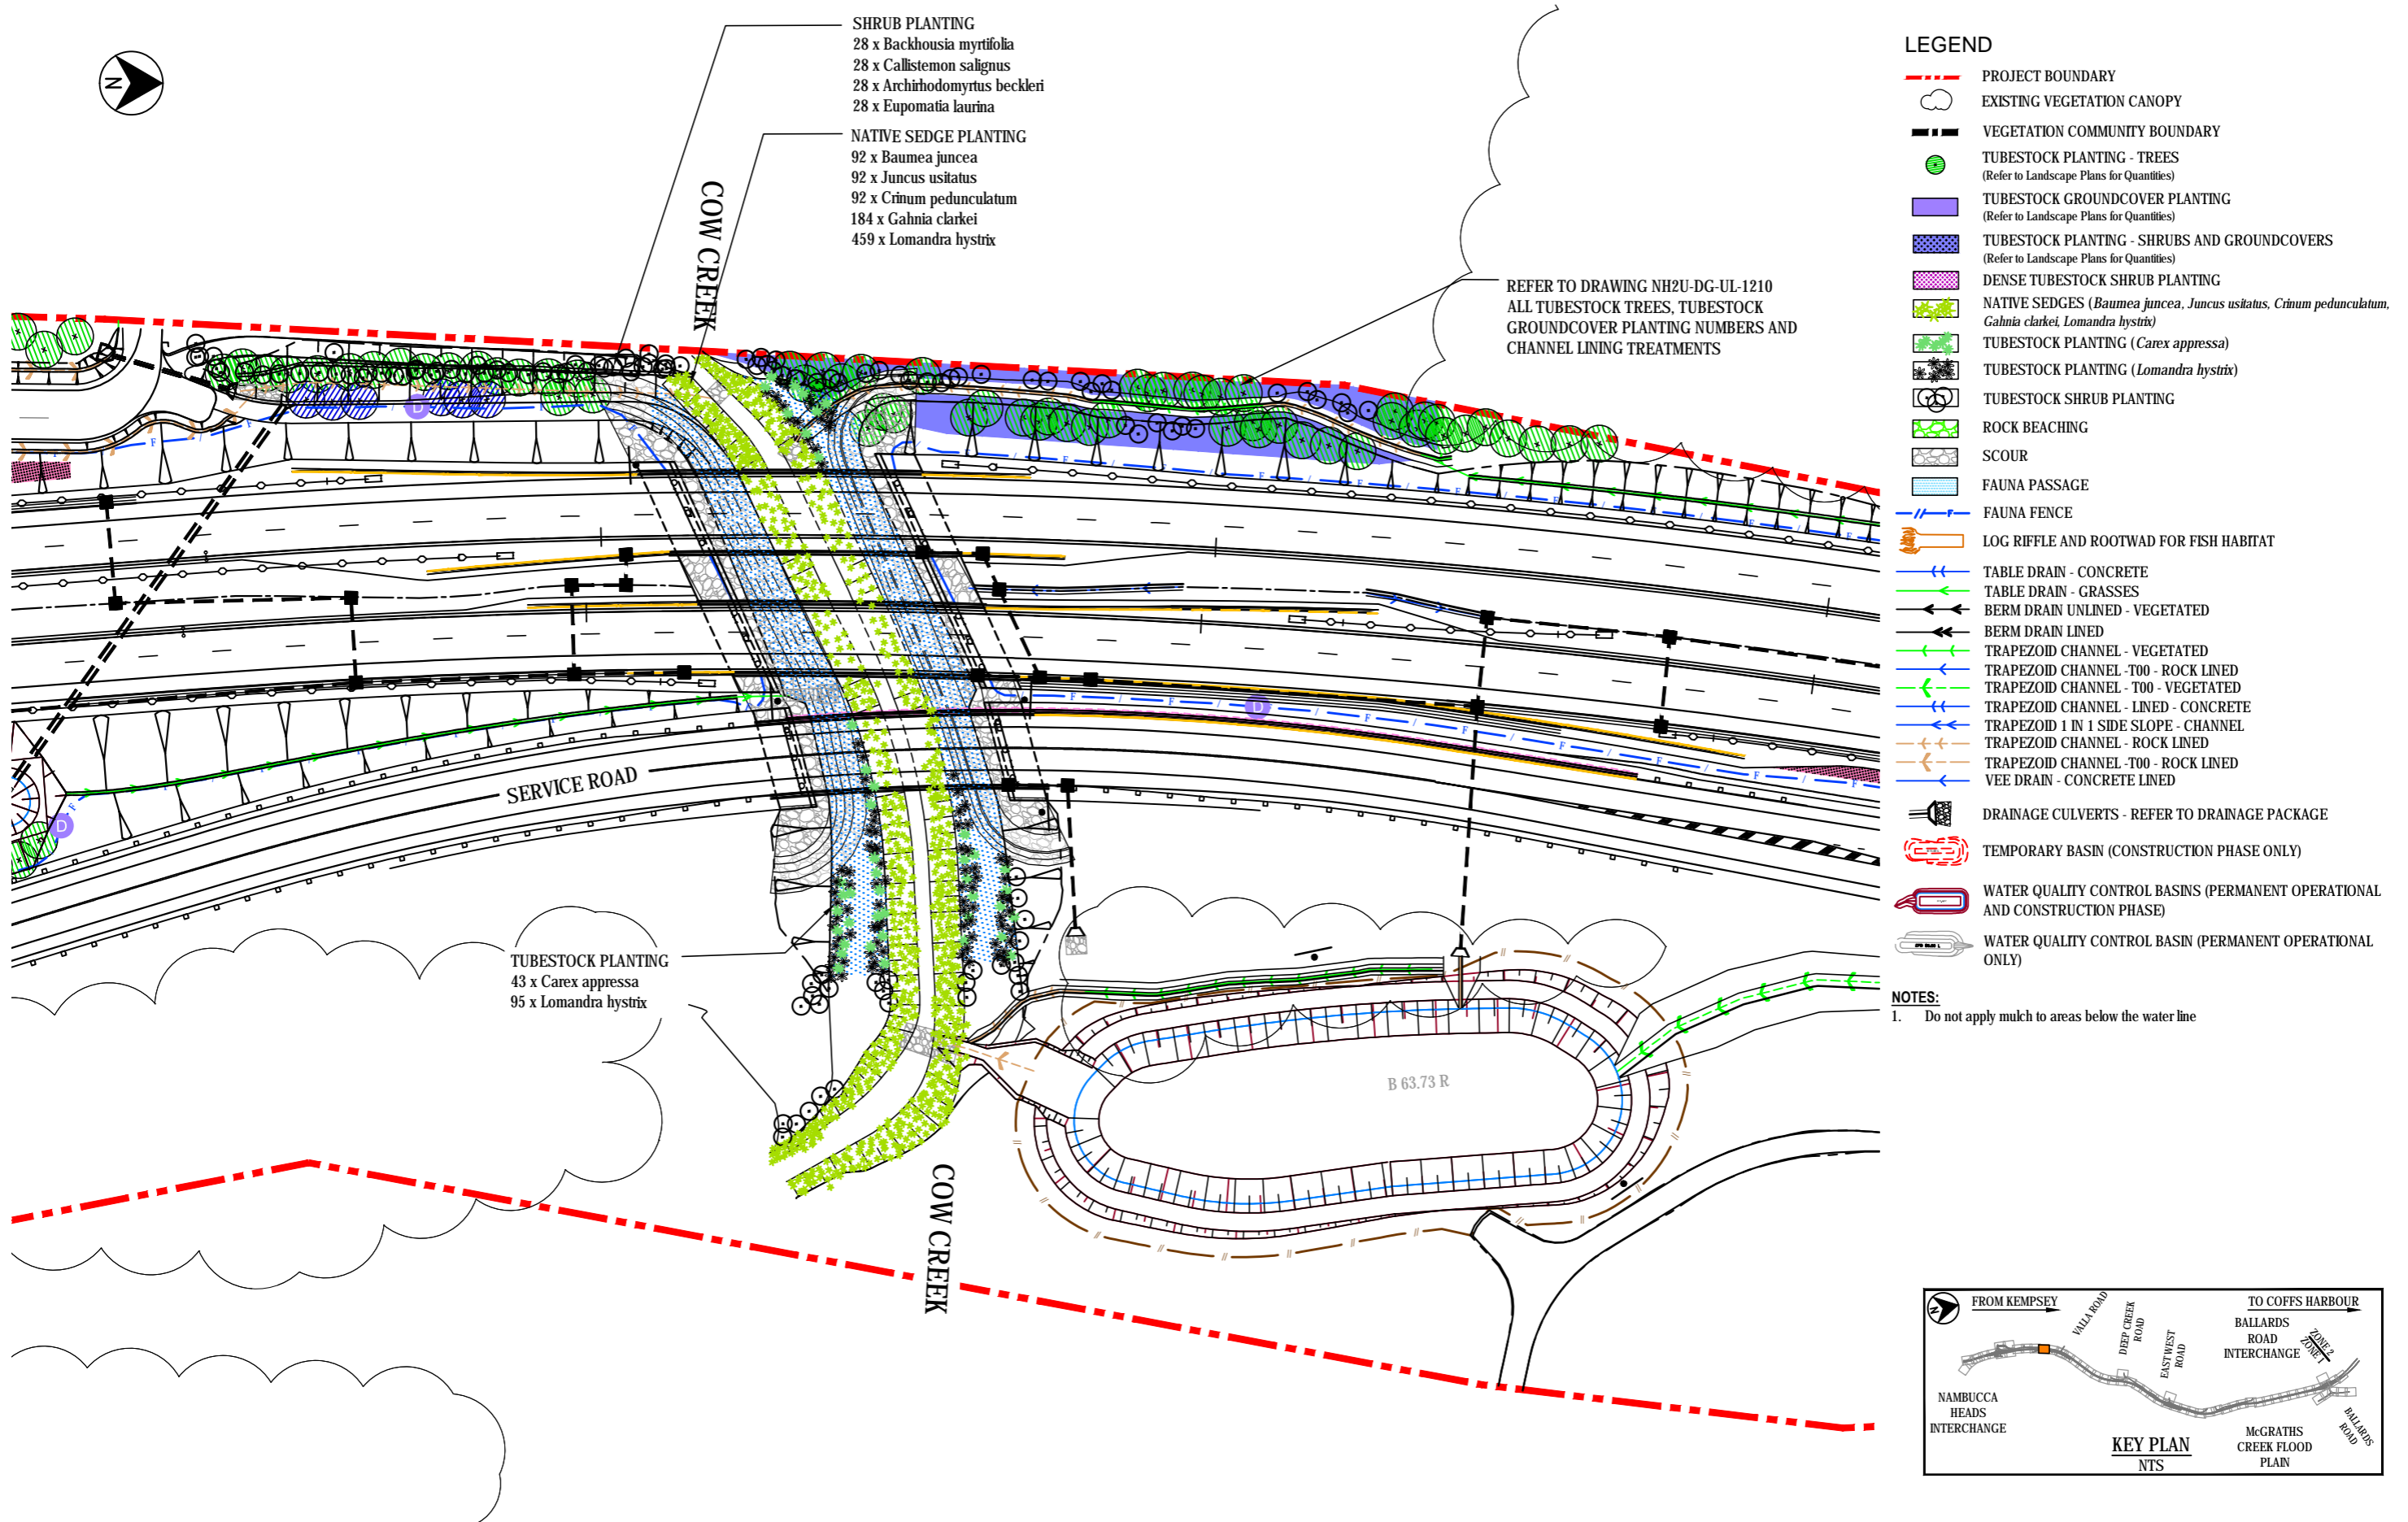 N
SHRUB PLANTING
28 x Backhousia myrtifolia
28 x Callistemon salignus
28 x Archirhodomyrtus beckleri
28 x Eupomatia laurina
NATIVE SEDGE PLANTING
92 x Baumea juncea
92 x Juncus usitatus
92 x Crinum pedunculatum
184 x Gahnia clarkei
459 x Lomandra hystrix
COW CREEK
REFER TO DRAWING NH2U-DG-UL-1210
ALL TUBESTOCK TREES, TUBESTOCK
GROUNDCOVER PLANTING NUMBERS AND
CHANNEL LINING TREATMENTS
D
D
D
SERVICE ROAD
TUBESTOCK PLANTING
43 x Carex appressa
95 x Lomandra hystrix
B 63.73 R
COW CREEK
LEGEND
PROJECT BOUNDARY
EXISTING VEGETATION CANOPY
VEGETATION COMMUNITY BOUNDARY
TUBESTOCK PLANTING - TREES
(Refer to Landscape Plans for Quantities)
TUBESTOCK GROUNDCOVER PLANTING
(Refer to Landscape Plans for Quantities)
TUBESTOCK PLANTING - SHRUBS AND GROUNDCOVERS
(Refer to Landscape Plans for Quantities)
DENSE TUBESTOCK SHRUB PLANTING
NATIVE SEDGES (Baumea juncea, Juncus usitatus, Crinum pedunculatum,
Gahnia clarkei, Lomandra hystrix)
TUBESTOCK PLANTING (Carex appressa)
TUBESTOCK PLANTING (Lomandra hystrix)
TUBESTOCK SHRUB PLANTING
ROCK BEACHING
SCOUR
FAUNA PASSAGE
FAUNA FENCE
LOG RIFFLE AND ROOTWAD FOR FISH HABITAT
TABLE DRAIN - CONCRETE
TABLE DRAIN - GRASSES
BERM DRAIN UNLINED - VEGETATED
BERM DRAIN LINED
TRAPEZOID CHANNEL - VEGETATED
TRAPEZOID CHANNEL -T00 - ROCK LINED
TRAPEZOID CHANNEL - T00 - VEGETATED
TRAPEZOID CHANNEL - LINED - CONCRETE
TRAPEZOID 1 IN 1 SIDE SLOPE - CHANNEL
TRAPEZOID CHANNEL - ROCK LINED
TRAPEZOID CHANNEL -T00 - ROCK LINED
VEE DRAIN - CONCRETE LINED
DRAINAGE CULVERTS - REFER TO DRAINAGE PACKAGE
TEMPORARY BASIN (CONSTRUCTION PHASE ONLY)
WATER QUALITY CONTROL BASINS (PERMANENT OPERATIONAL
AND CONSTRUCTION PHASE)
WATER QUALITY CONTROL BASIN (PERMANENT OPERATIONAL
ONLY)
NOTES:
1. Do not apply mulch to areas below the water line
N
FROM KEMPSEY
VALLA ROAD
DEEP CREEK
ROAD
EAST WEST
ROAD
TO COFFS HARBOUR
BALLARDS
ROAD
INTERCHANGE
ZONE 2
ZONE 1
NAMBUCCA
HEADS
INTERCHANGE
McGRATHS
CREEK FLOOD
PLAIN
BALLARDS
ROAD
KEY PLAN
NTS